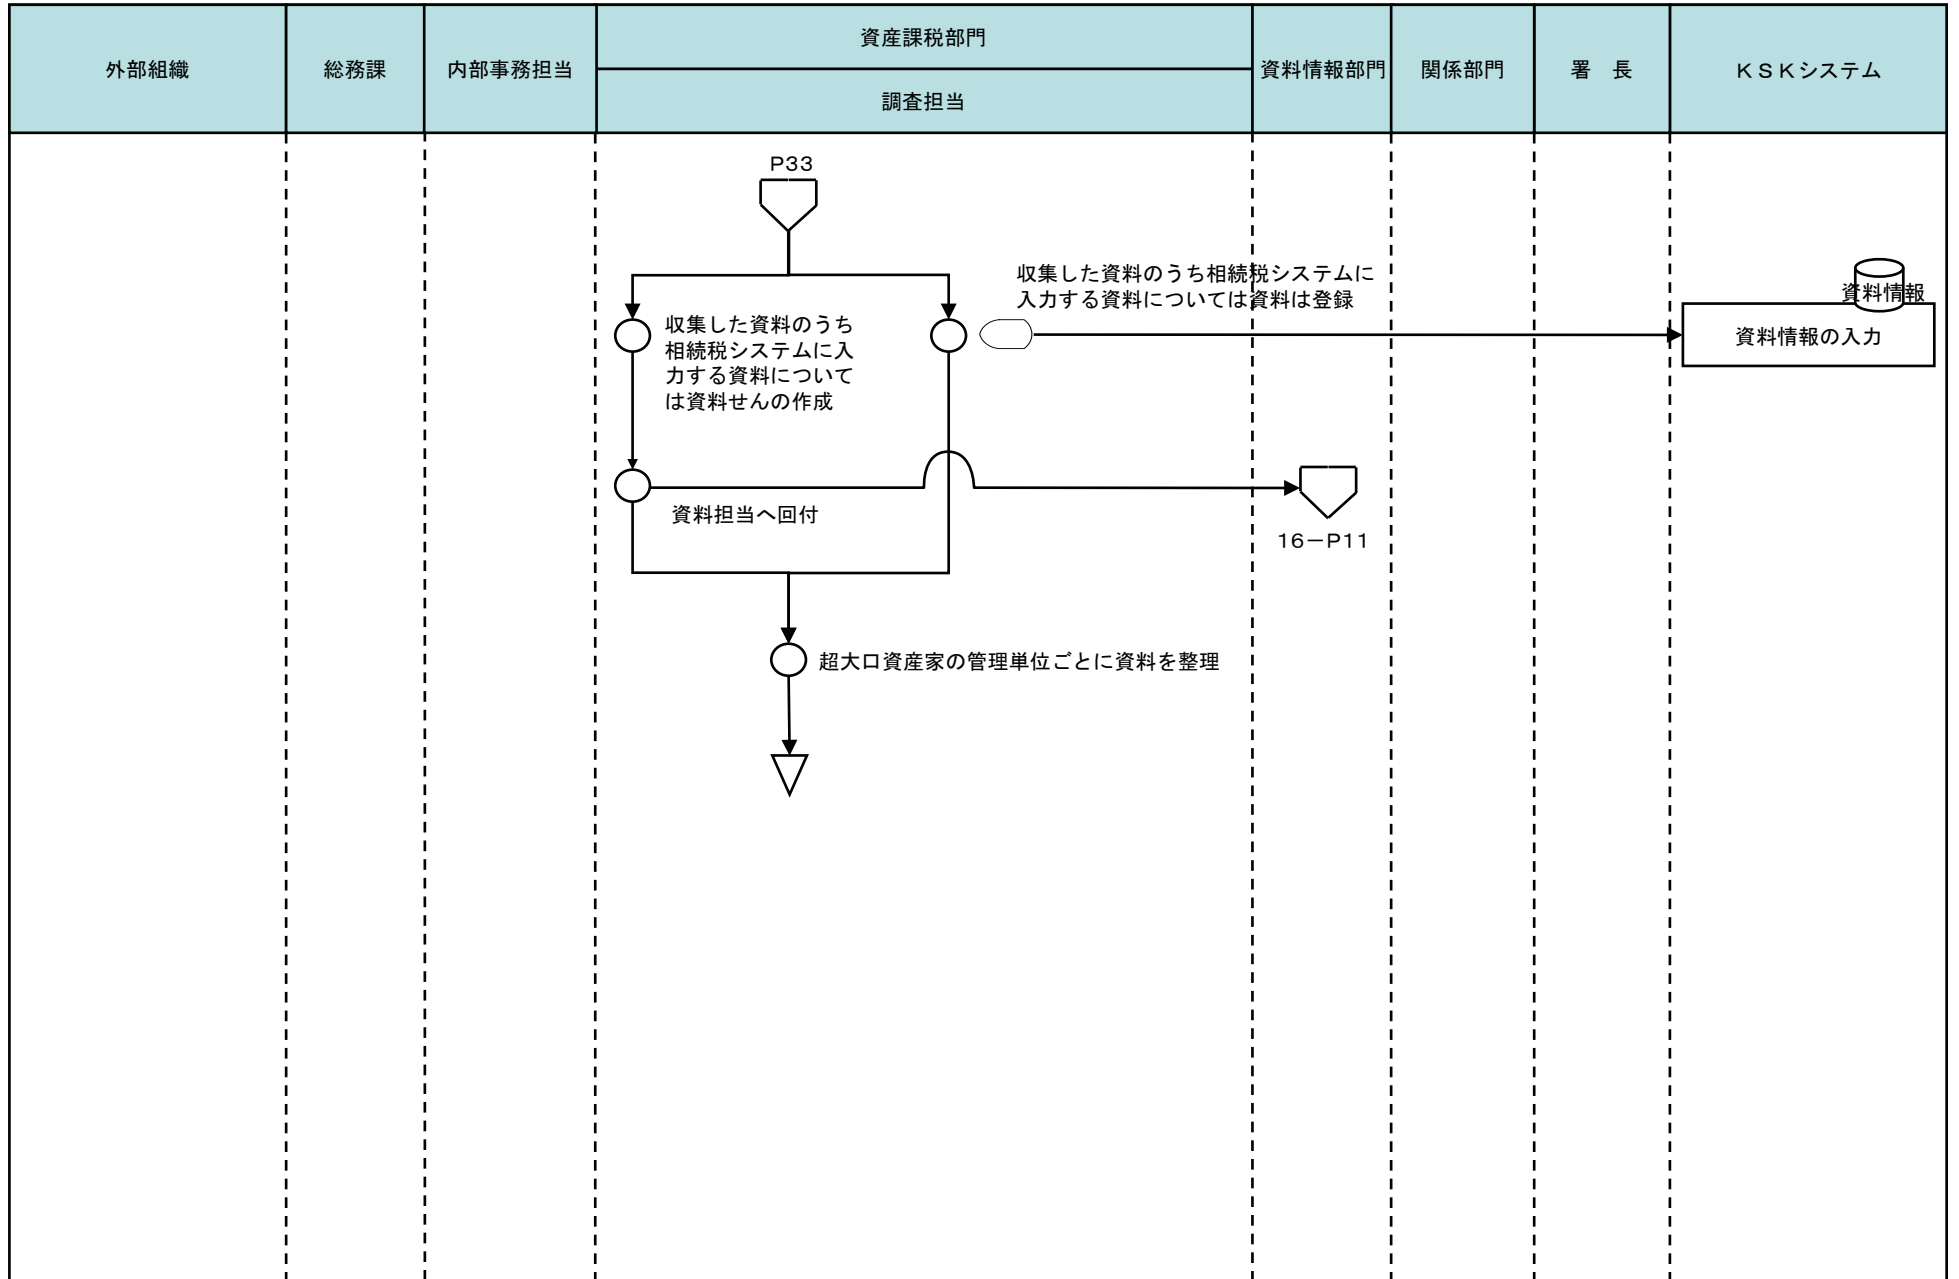 外部組織
総務課
内部事務担当
資産課税部門
調査担当
資料情報部門
関係部門
署　長
ＫＳＫシステム
P33
収集した資料のうち相続税システムに
入力する資料については資料は登録
資料情報
資料情報の入力
収集した資料のうち
相続税システムに入
力する資料について
は資料せんの作成
資料担当へ回付
16－P11
超大口資産家の管理単位ごとに資料を整理